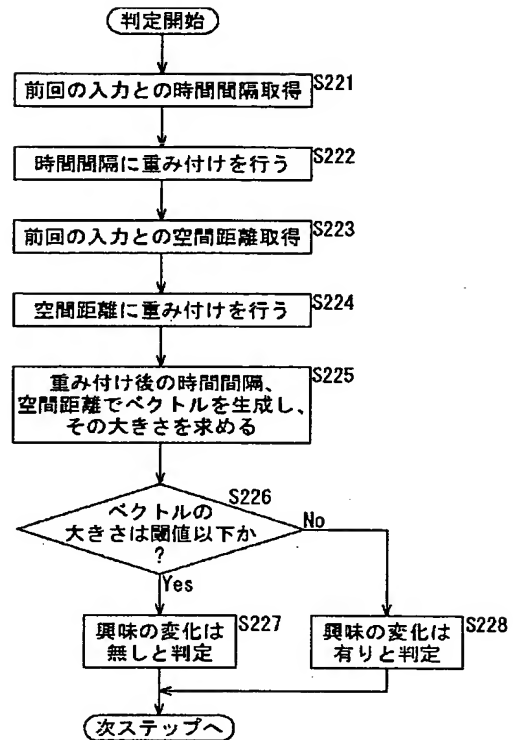 判定開始
S221
前回の入力との時間間隔取得
S222
時間間隔に重み付けを行う
S223
前回の入力との空間距離取得
S224
空間距離に重み付けを行う
S225
重み付け後の時間間隔、
空間距離でベクトルを生成し、
その大きさを求める
S226
ベクトルの
大きさは閾値以下か
?
No
Yes
S227
興味の変化は
無しと判定
S228
興味の変化は
有りと判定
次ステップへ